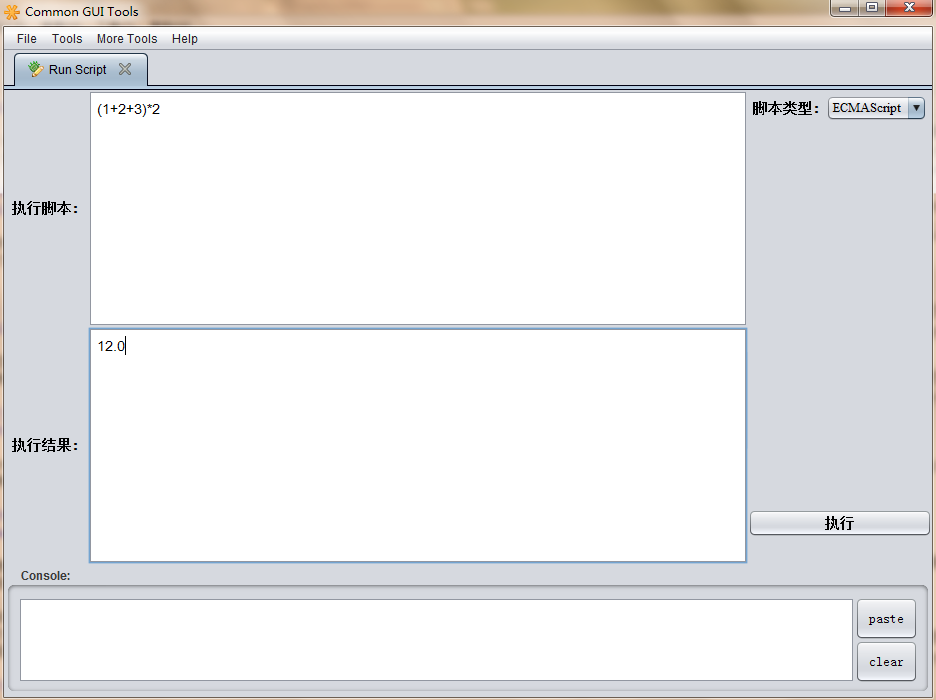 Common GUI Tools
File Tools More Tools Help
Run Script
执行脚本：
(1+2+3)*2
脚本类型：
ECMAScript
执行结果：
12.0
执行
Console:
paste
clear